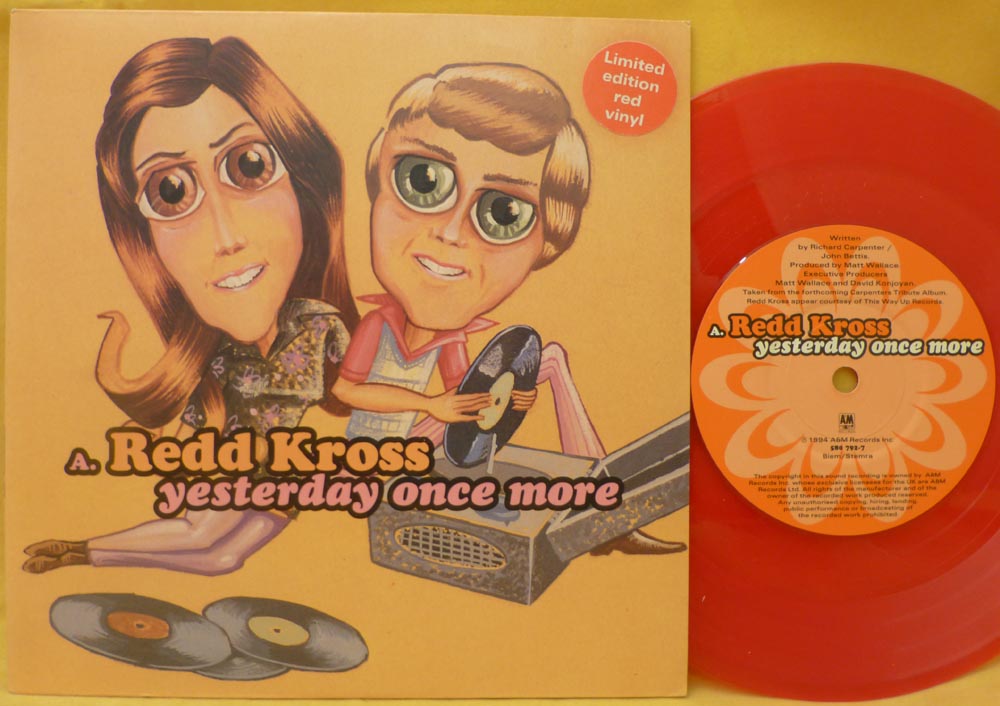 Limited
edition
red
vinyl
A. Redd Kross
yesterday once more
Written
by Richard Carpenter /
John Bettis.
Produced by Matt Wallace.
Executive Producers
Matt Wallace and David Konjoyan.
Taken from the forthcoming Carpenters Tribute Album.
Redd Kross appear courtesy of This Way Up Records.
A. Redd Kross
yesterday once more
AM
℗ 1994 A&M Records Inc
580 792-7
Biem/Stemra
The copyright in this sound recording is owned by A&M
Records Inc. whose exclusive licensees for the UK are A&M
Records Ltd. All rights of the manufacturer and of the
owner of the recorded work produced reserved.
Any unauthorised copying, hiring, lending,
public performance or broadcasting of
the recorded work prohibited.